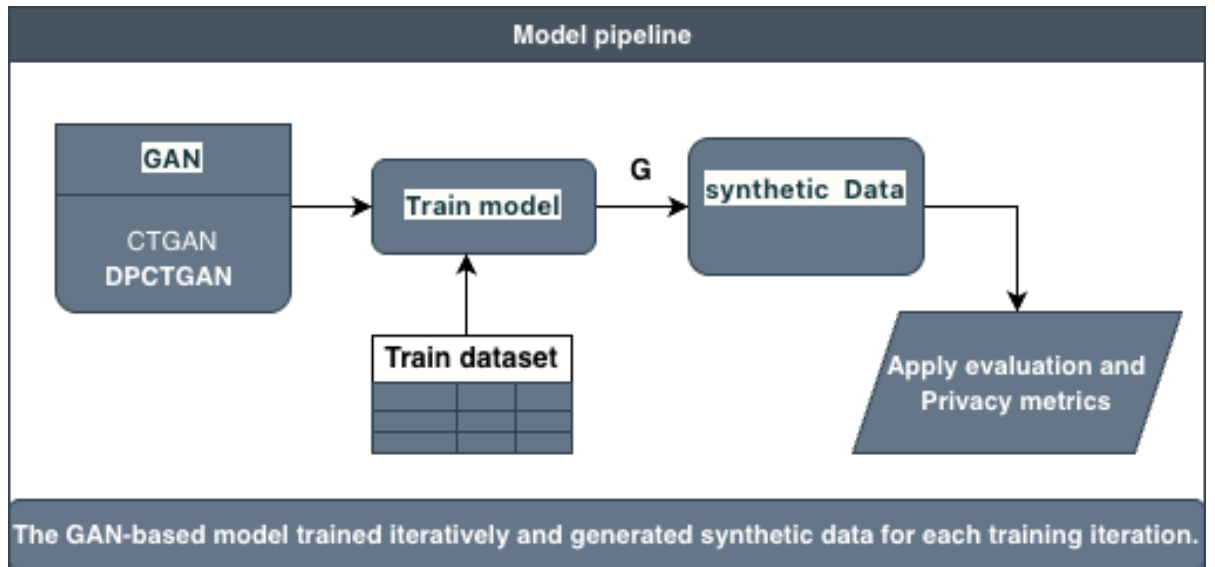 Model pipeline
GAN
CTGAN
DPCTGAN
Train model
G
synthetic Data
Train dataset
Apply evaluation and
Privacy metrics
The GAN-based model trained iteratively and generated synthetic data for each training iteration.